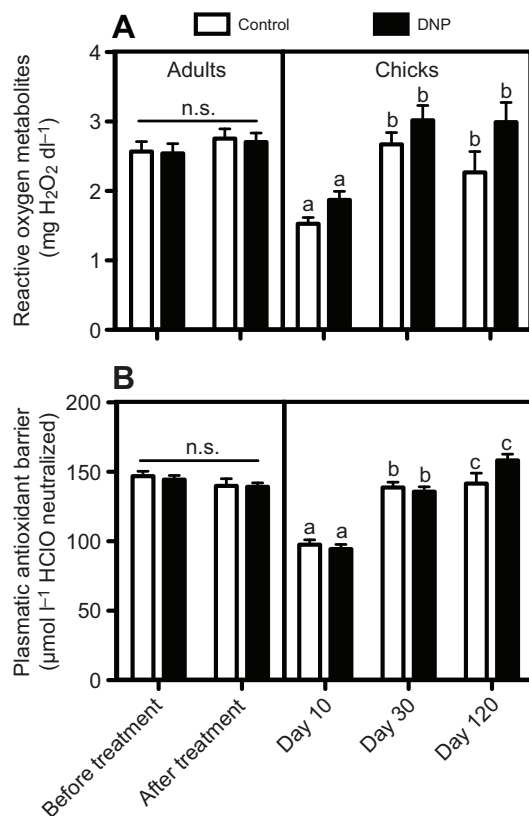 Control DNP
A
Adults Chicks
n.s.
a a b b b b
4
3
2
1
0
Reactive oxygen metabolites
(mg H₂O₂ dl⁻¹)
B
n.s.
a a b b c c
200
150
100
50
0
Plasmatic antioxidant barrier
(µmol l⁻¹ HClO neutralized)
Before treatment
After treatment
Day 10
Day 30
Day 120